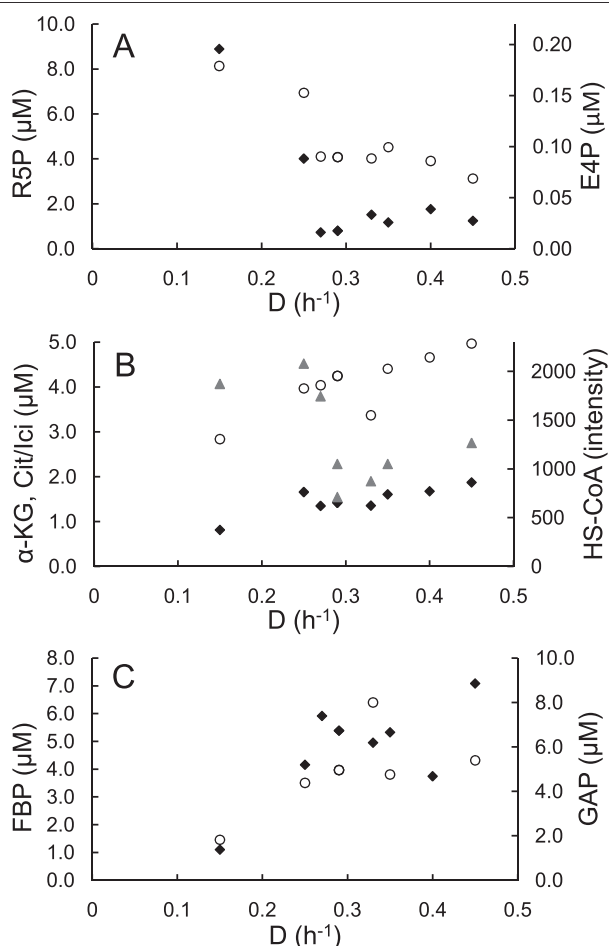 A
10.0
8.0
6.0
4.0
2.0
0.0
R5P (µM)
0.20
0.15
0.10
0.05
0.00
E4P (µM)
0 0.1 0.2 0.3 0.4 0.5
D (h⁻¹)
B
5.0
4.0
3.0
2.0
1.0
0.0
α-KG, Cit/Ici (µM)
2000
1500
1000
500
0
HS-CoA (intensity)
0 0.1 0.2 0.3 0.4 0.5
D (h⁻¹)
C
8.0
7.0
6.0
5.0
4.0
3.0
2.0
1.0
0.0
FBP (µM)
10.0
8.0
6.0
4.0
2.0
0.0
GAP (µM)
0 0.1 0.2 0.3 0.4 0.5
D (h⁻¹)